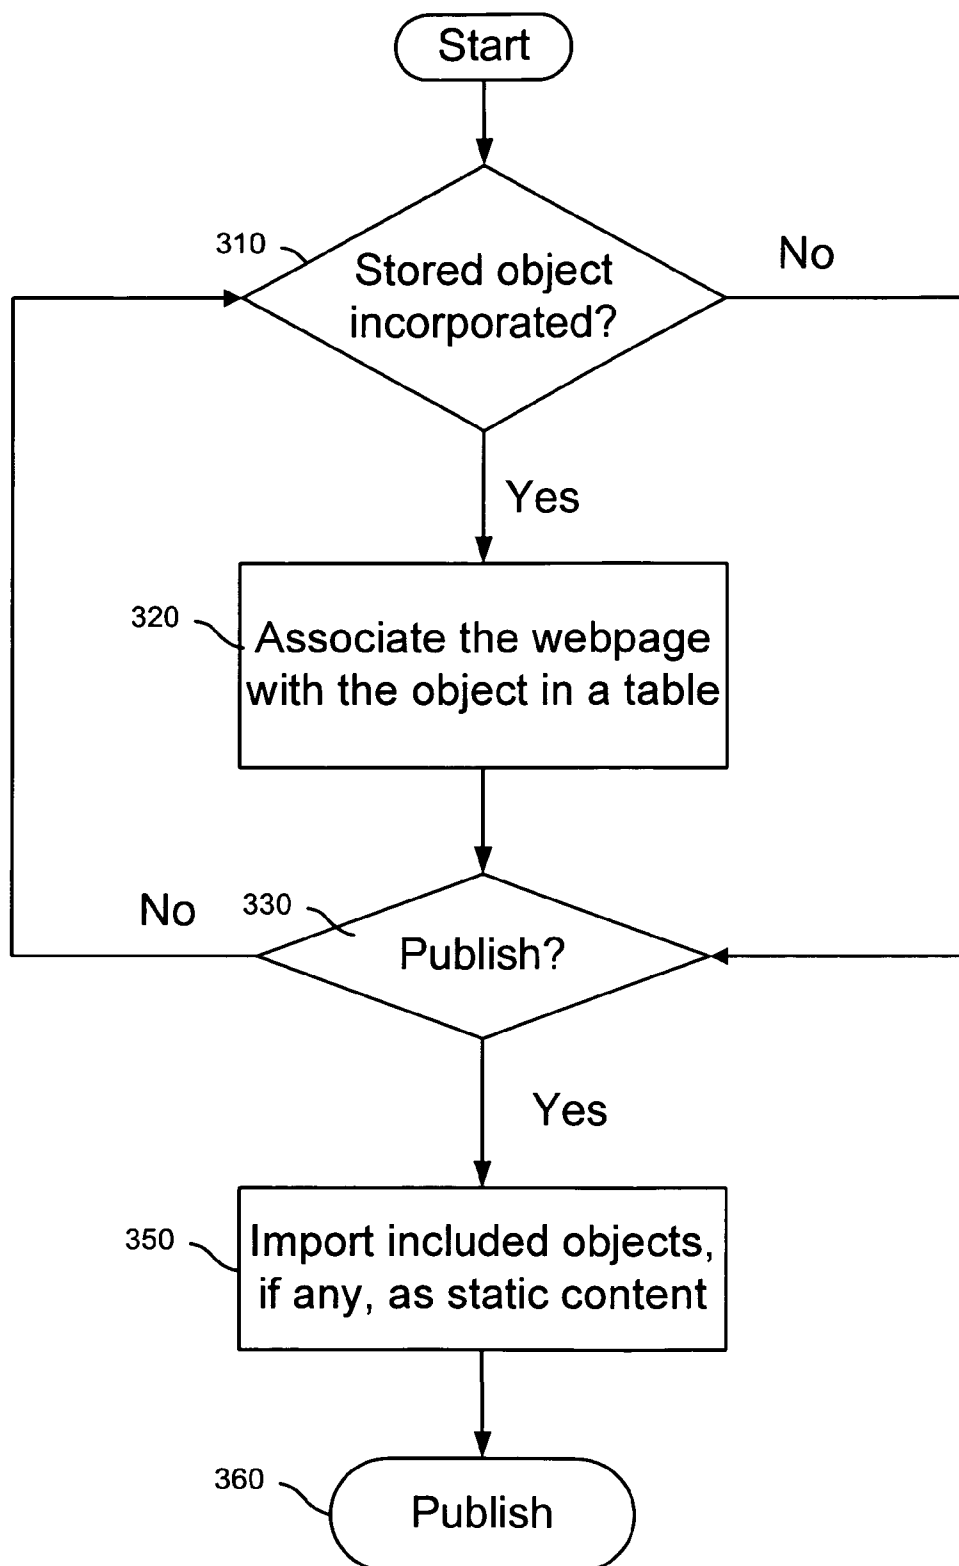 Start
310
Stored object
incorporated?
No
Yes
320
Associate the webpage
with the object in a table
No
330
Publish?
Yes
350
Import included objects,
if any, as static content
360
Publish